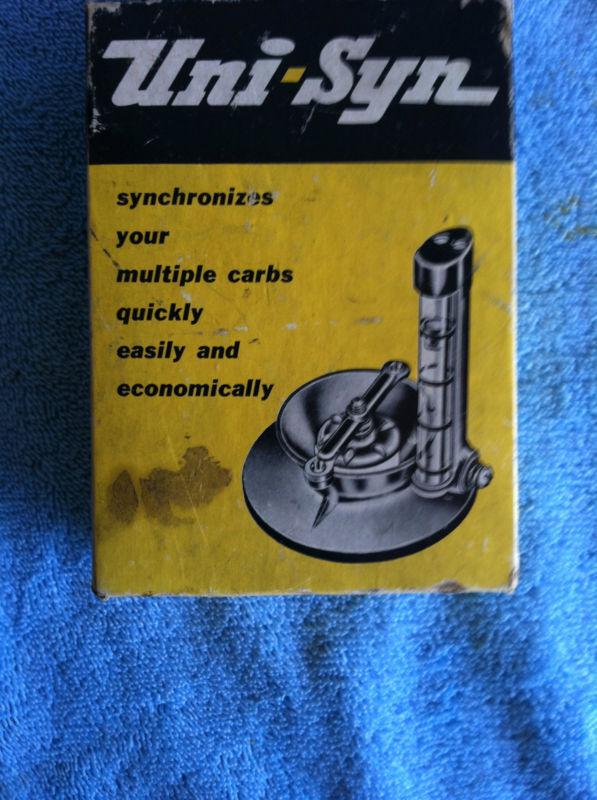 Uni-Syn
synchronizes
your
multiple carbs
quickly
easily and
economically